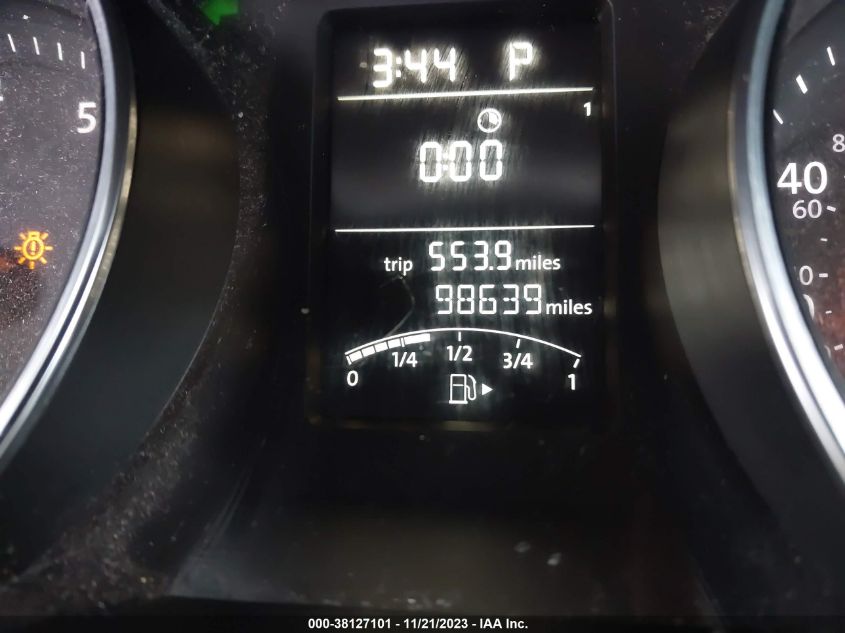 3:44 P
1
0:00
trip 553.9 miles
98639 miles
0 1/4 1/2 3/4 1
5
40
60
000-38127101 - 11/21/2023 - IAA Inc.